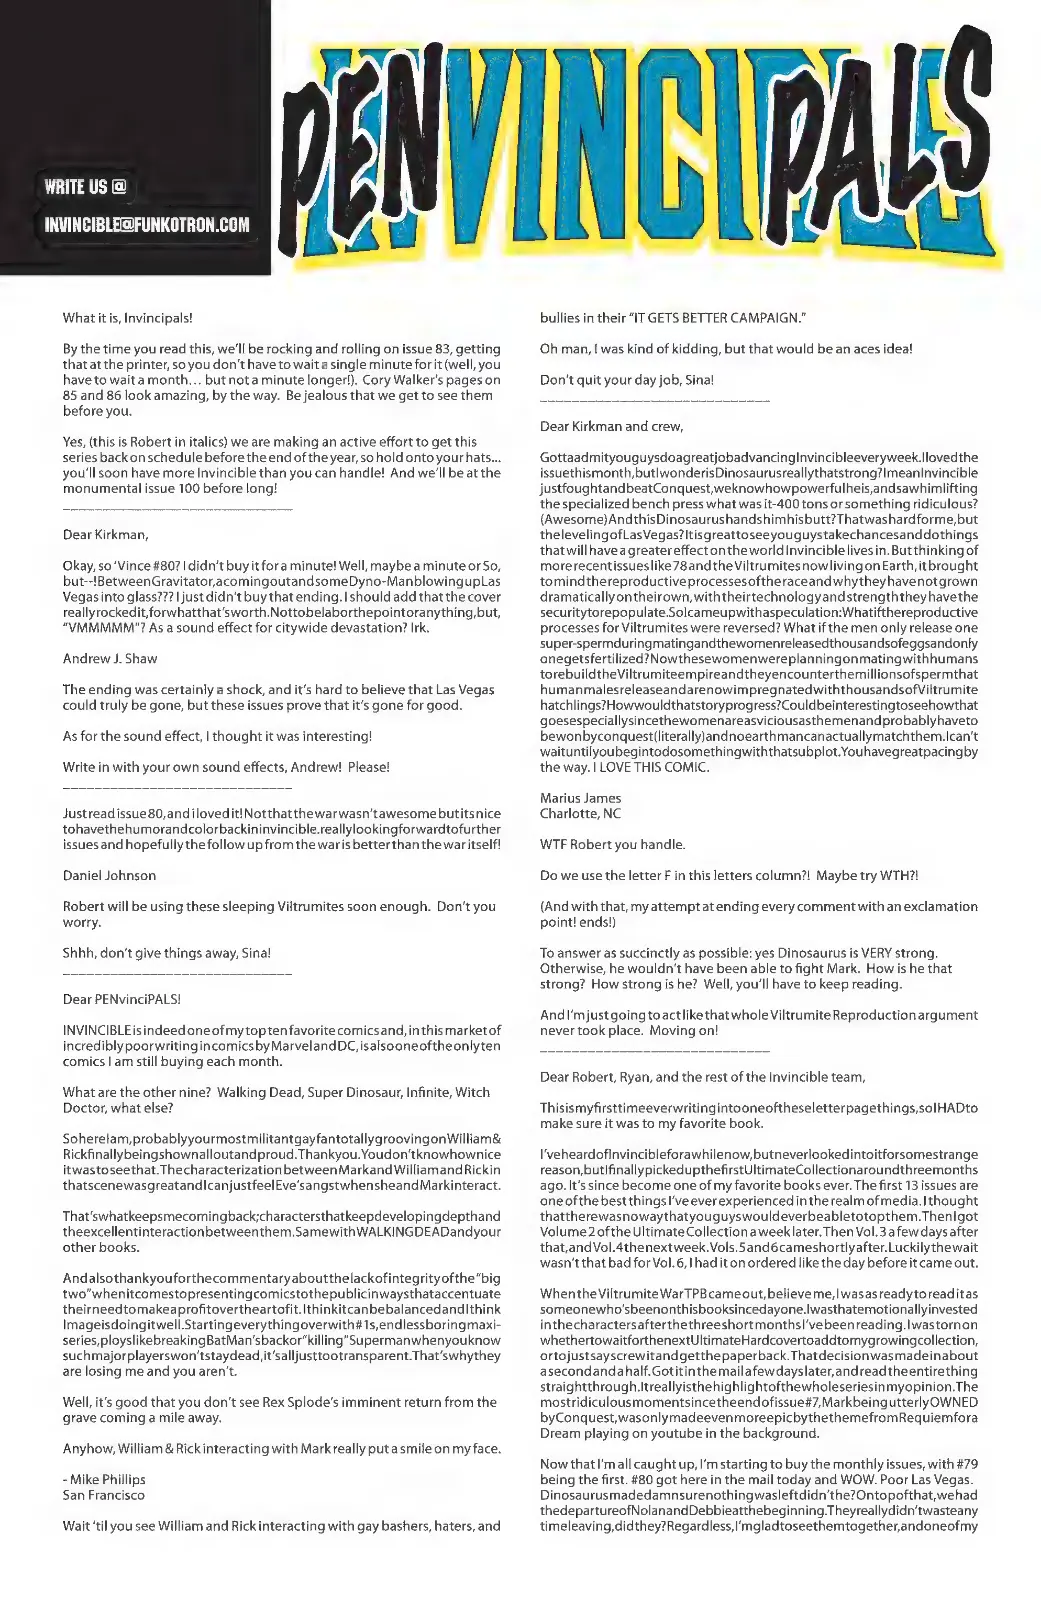 PENVINCIPALS
WRITE US @
INVINCIBLE@FUNKOTRON.COM
What it is, Invincipals!
By the time you read this, we'll be rocking and rolling on issue 83, getting
that at the printer, so you don't have to wait a single minute for it (well, you
have to wait a month… but not a minute longer!). Cory Walker's pages on
85 and 86 look amazing, by the way. Be jealous that we get to see them
before you.
Yes, (this is Robert in italics) we are making an active effort to get this
series back on schedule before the end of the year, so hold onto your hats...
you'll soon have more Invincible than you can handle! And we'll be at the
monumental issue 100 before long!
______________________________
Dear Kirkman,
Okay, so 'Vince #80? I didn't buy it for a minute! Well, maybe a minute or So,
but--! Between Gravitator, a coming out and some Dyno-Man blowing up Las
Vegas into glass??? I just didn't buy that ending. I should add that the cover
really rocked it, for what that's worth. Not to belabor the point or anything, but,
"VMMMMM"? As a sound effect for citywide devastation? Irk.
Andrew J. Shaw
The ending was certainly a shock, and it's hard to believe that Las Vegas
could truly be gone, but these issues prove that it's gone for good.
As for the sound effect, I thought it was interesting!
Write in with your own sound effects, Andrew! Please!
______________________________
Just read issue 80, and i loved it! Not that the war wasn't awesome but its nice
to have the humor and color back in invincible. really looking forward to further
issues and hopefully the follow up from the war is better than the war itself!
Daniel Johnson
Robert will be using these sleeping Viltrumites soon enough. Don't you
worry.
Shhh, don't give things away, Sina!
______________________________
Dear PENvinciPALS!
INVINCIBLE is indeed one of my top ten favorite comics and, in this market of
incredibly poor writing in comics by Marvel and DC, is also one of the only ten
comics I am still buying each month.
What are the other nine? Walking Dead, Super Dinosaur, Infinite, Witch
Doctor, what else?
So here I am, probably your most militant gay fan totally grooving on William &
Rick finally being shown all out and proud. Thank you. You don't know how nice
it was to see that. The characterization between Mark and William and Rick in
that scene was great and I can just feel Eve's angst when she and Mark interact.
That's what keeps me coming back; characters that keep developing depth and
the excellent interaction between them. Same with WALKING DEAD and your
other books.
And also thank you for the commentary about the lack of integrity of the "big
two" when it comes to presenting comics to the public in ways that accentuate
their need to make a profit over the art of it. I think it can be balanced and I think
Image is doing it well. Starting everything over with #1s, endless boring maxi-
series, ploys like breaking BatMan's back or "killing" Superman when you know
such major players won't stay dead, it's all just too transparent. That's why they
are losing me and you aren't.
Well, it's good that you don't see Rex Splode's imminent return from the
grave coming a mile away.
Anyhow, William & Rick interacting with Mark really put a smile on my face.
- Mike Phillips
San Francisco
Wait 'til you see William and Rick interacting with gay bashers, haters, and
bullies in their "IT GETS BETTER CAMPAIGN."
Oh man, I was kind of kidding, but that would be an aces idea!
Don't quit your day job, Sina!
______________________________
Dear Kirkman and crew,
Gotta admit you guys do a great job advancing Invincible every week. I loved the
issue this month, but I wonder is Dinosaurus really that strong? I mean Invincible
just fought and beat Conquest, we know how powerful he is, and saw him lifting
the specialized bench press what was it-400 tons or something ridiculous?
(Awesome) And this Dinosaurus hands him his butt? That was hard for me, but
the leveling of Las Vegas? It is great to see you guys take chances and do things
that will have a greater effect on the world Invincible lives in. But thinking of
more recent issues like 78 and the Viltrumites now living on Earth, it brought
to mind the reproductive processes of the race and why they have not grown
dramatically on their own, with their technology and strength they have the
security to repopulate. So I came up with a speculation: What if the reproductive
processes for Viltrumites were reversed? What if the men only release one
super-sperm during mating and the women released thousands of eggs and only
one gets fertilized? Now these women were planning on mating with humans
to rebuild the Viltrumite empire and they encounter the millions of sperm that
human males release and are now impregnated with thousands of Viltrumite
hatchlings? How would that story progress? Could be interesting to see how that
goes especially since the women are as vicious as the men and probably have to
be won by conquest (literally) and no earth man can actually match them. I can't
wait until you begin to do something with that subplot. You have great pacing by
the way. I LOVE THIS COMIC.
Marius James
Charlotte, NC
WTF Robert you handle.
Do we use the letter F in this letters column?! Maybe try WTH?!
(And with that, my attempt at ending every comment with an exclamation
point! ends!)
To answer as succinctly as possible: yes Dinosaurus is VERY strong.
Otherwise, he wouldn't have been able to fight Mark. How is he that
strong? How strong is he? Well, you'll have to keep reading.
And I'm just going to act like that whole Viltrumite Reproduction argument
never took place. Moving on!
______________________________
Dear Robert, Ryan, and the rest of the Invincible team,
This is my first time ever writing into one of these letter page things, so I HAD to
make sure it was to my favorite book.
I've heard of Invincible for a while now, but never looked into it for some strange
reason, but I finally picked up the first Ultimate Collection around three months
ago. It's since become one of my favorite books ever. The first 13 issues are
one of the best things I've ever experienced in the realm of media. I thought
that there was no way that you guys would ever be able to top them. Then I got
Volume 2 of the Ultimate Collection a week later. Then Vol. 3 a few days after
that, and Vol. 4 the next week. Vols. 5 and 6 came shortly after. Luckily the wait
wasn't that bad for Vol. 6, I had it on ordered like the day before it came out.
When the Viltrumite War TPB came out, believe me, I was as ready to read it as
someone who's been on this book since day one. I was that emotionally invested
in the characters after the three short months I've been reading. I was torn on
whether to wait for the next Ultimate Hardcover to add to my growing collection,
or to just say screw it and get the paperback. That decision was made in about
a second and a half. Got it in the mail a few days later, and read the entire thing
straight through. It really is the highlight of the whole series in my opinion. The
most ridiculous moment since the end of issue #7, Mark being utterly OWNED
by Conquest, was only made even more epic by the theme from Requiem for a
Dream playing on youtube in the background.
Now that I'm all caught up, I'm starting to buy the monthly issues, with #79
being the first. #80 got here in the mail today and WOW. Poor Las Vegas.
Dinosaurus made damn sure nothing was left didn't he? On top of that, we had
the departure of Nolan and Debbie at the beginning. They really didn't waste any
time leaving, did they? Regardless, I'm glad to see them together, and one of my